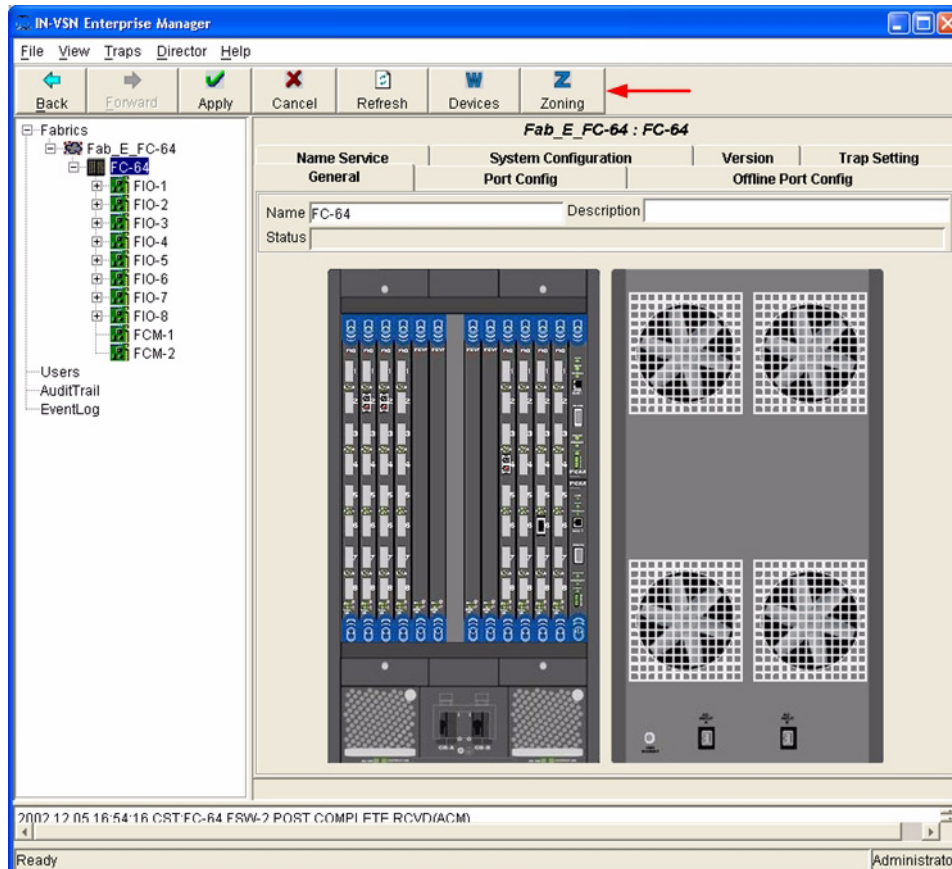 IN-VSN Enterprise Manager
File View Traps Director Help
Back Forward Apply Cancel Refresh Devices Zoning
Fab_E_FC-64 : FC-64
Name Service System Configuration Version Trap Setting
General Port Config Offline Port Config
Name FC-64 Description
Status
Fabrics
Fab_E_FC-64
FC-64
FIO-1
FIO-2
FIO-3
FIO-4
FIO-5
FIO-6
FIO-7
FIO-8
FCM-1
FCM-2
Users
AuditTrail
EventLog
2002.12.05 16:54:16 CST:FC-64 FSW-2 POST COMPLETE RCVD(ACM)
Ready Administrato